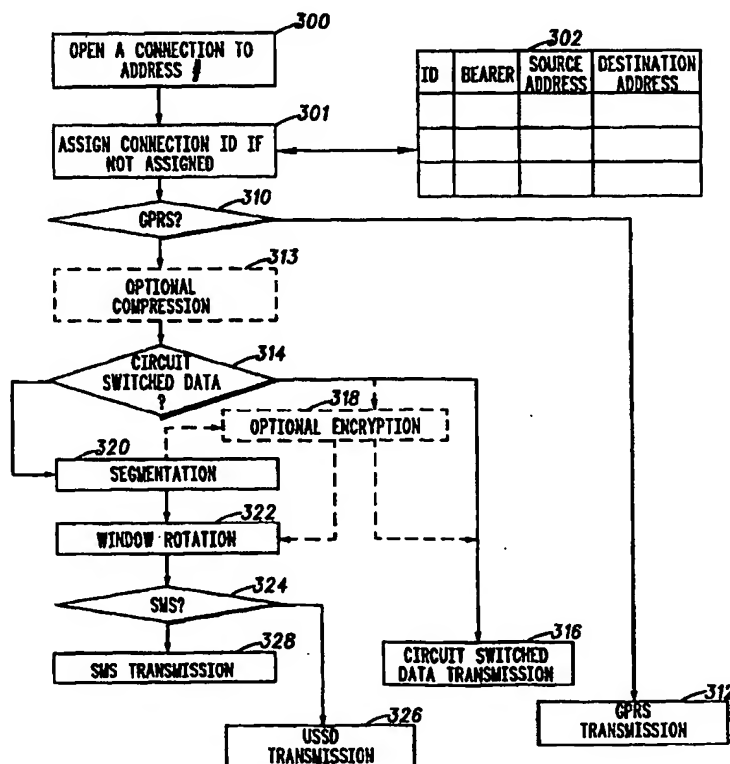 300
OPEN A CONNECTION TO
ADDRESS #
301
ASSIGN CONNECTION ID IF
NOT ASSIGNED
302
ID
BEARER
SOURCE
ADDRESS
DESTINATION
ADDRESS
310
GPRS?
313
OPTIONAL
COMPRESSION
314
CIRCUIT
SWITCHED DATA
?
318
OPTIONAL ENCRYPTION
320
SEGMENTATION
322
WINDOW ROTATION
324
SMS?
328
SMS TRANSMISSION
316
CIRCUIT SWITCHED
DATA TRANSMISSION
312
GPRS
TRANSMISSION
326
USSD
TRANSMISSION